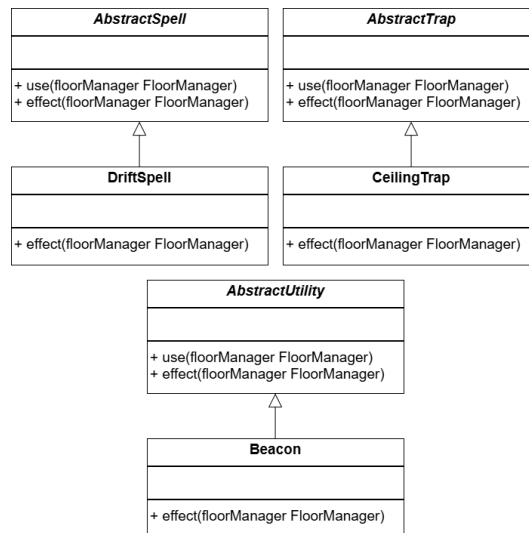 AbstractSpell
+ use(floorManager FloorManager)
+ effect(floorManager FloorManager)
DriftSpell
+ effect(floorManager FloorManager)
AbstractTrap
+ use(floorManager FloorManager)
+ effect(floorManager FloorManager)
CeilingTrap
+ effect(floorManager FloorManager)
AbstractUtility
+ use(floorManager FloorManager)
+ effect(floorManager FloorManager)
Beacon
+ effect(floorManager FloorManager)